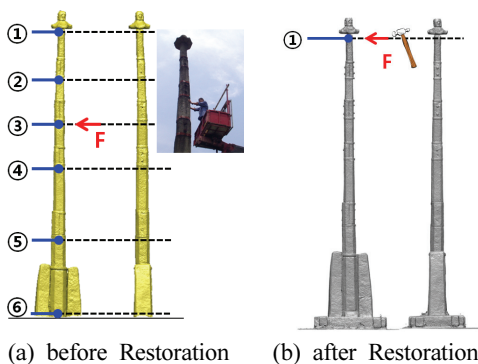 ①
②
③
F
④
⑤
⑥
①
F
(a) before Restoration
(b) after Restoration